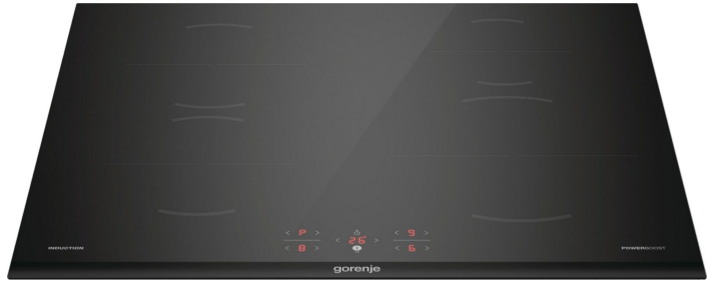 P 9
26
8 6
INDUCTION
POWERBOOST
gorenje